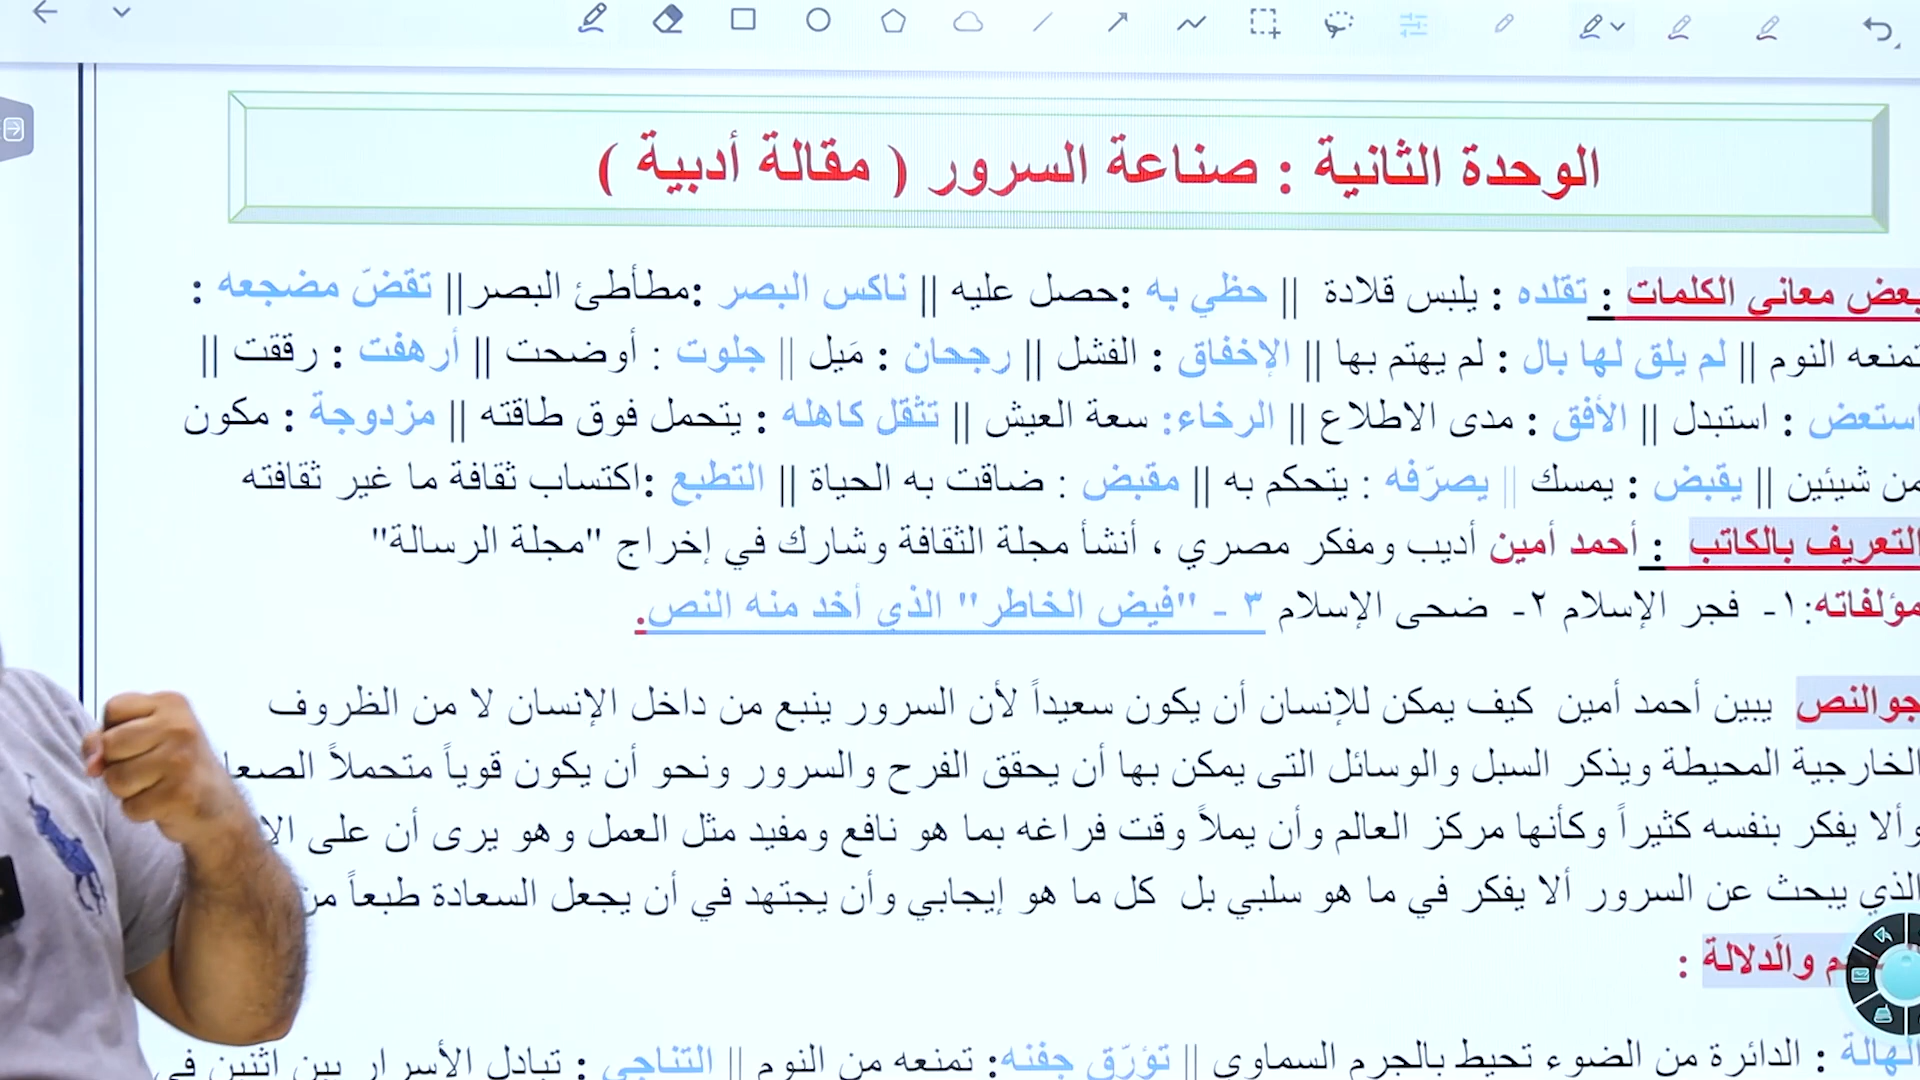 الوحدة الثانية : صناعة السرور ( مقالة أدبية )
بعض معاني الكلمات : تقلده : يلبس قلادة || حظي به :حصل عليه || ناكس البصر :مطأطئ البصر || تقضّ مضجعه :
تمنعه النوم || لم يلق لها بال : لم يهتم بها || الإخفاق : الفشل || رجحان : مَيل || جلوت : أوضحت || أرهفت : رققت ||
استعض : استبدل || الأفق : مدى الاطلاع || الرخاء: سعة العيش || تثقل كاهله : يتحمل فوق طاقته || مزدوجة : مكون
من شيئين || يقبض : يمسك || يصرّفه : يتحكم به || مقبض : ضاقت به الحياة || التطبع :اكتساب ثقافة ما غير ثقافته
التعريف بالكاتب : أحمد أمين أديب ومفكر مصري ، أنشأ مجلة الثقافة وشارك في إخراج "مجلة الرسالة"
مؤلفاته:١- فجر الإسلام ٢- ضحى الإسلام ٣ - "فيض الخاطر" الذي أخد منه النص.
جوالنص يبين أحمد أمين كيف يمكن للإنسان أن يكون سعيداً لأن السرور ينبع من داخل الإنسان لا من الظروف
الخارجية المحيطة ويذكر السبل والوسائل التى يمكن بها أن يحقق الفرح والسرور ونحو أن يكون قوياً متحملاً
وألا يفكر بنفسه كثيراً وكأنها مركز العالم وأن يملأ وقت فراغه بما هو نافع ومفيد مثل العمل وهو يرى أن على
الذي يبحث عن السرور ألا يفكر في ما هو سلبي بل كل ما هو إيجابي وأن يجتهد في أن يجعل السعادة طبعاً من
والدلالة :
الهالة : الدائرة من الضوء تحيط بالجرم السماوى || تؤرّق جفنه: تمنعه من النوم || التناجي : تبادل الأسرار بين اثنين في